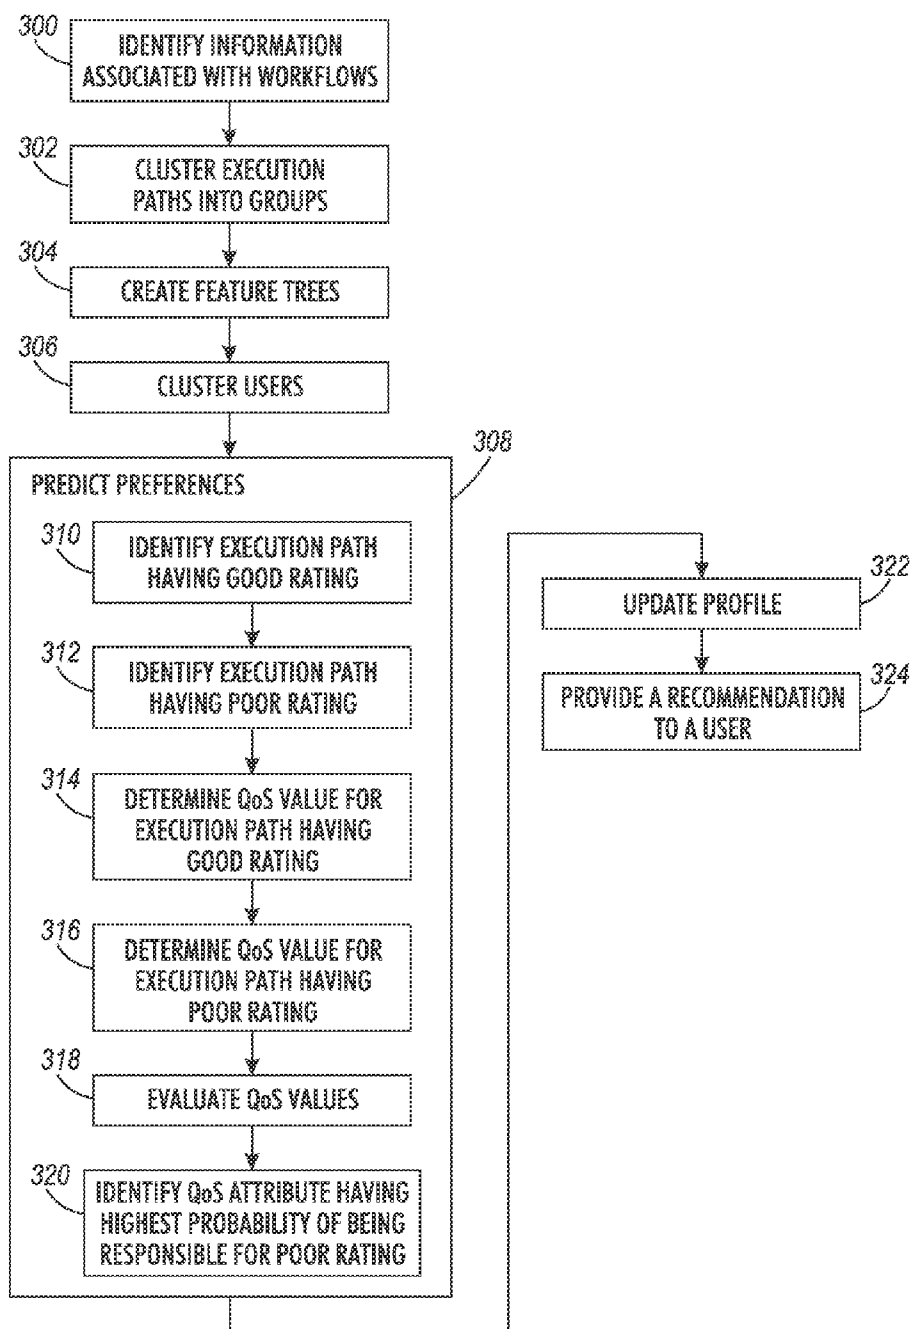 300
IDENTIFY INFORMATION
ASSOCIATED WITH WORKFLOWS
302
CLUSTER EXECUTION
PATHS INTO GROUPS
304
CREATE FEATURE TREES
306
CLUSTER USERS
308
PREDICT PREFERENCES
310
IDENTIFY EXECUTION PATH
HAVING GOOD RATING
312
IDENTIFY EXECUTION PATH
HAVING POOR RATING
314
DETERMINE QoS VALUE FOR
EXECUTION PATH HAVING
GOOD RATING
316
DETERMINE QoS VALUE FOR
EXECUTION PATH HAVING
POOR RATING
318
EVALUATE QoS VALUES
320
IDENTIFY QoS ATTRIBUTE HAVING
HIGHEST PROBABILITY OF BEING
RESPONSIBLE FOR POOR RATING
322
UPDATE PROFILE
324
PROVIDE A RECOMMENDATION
TO A USER